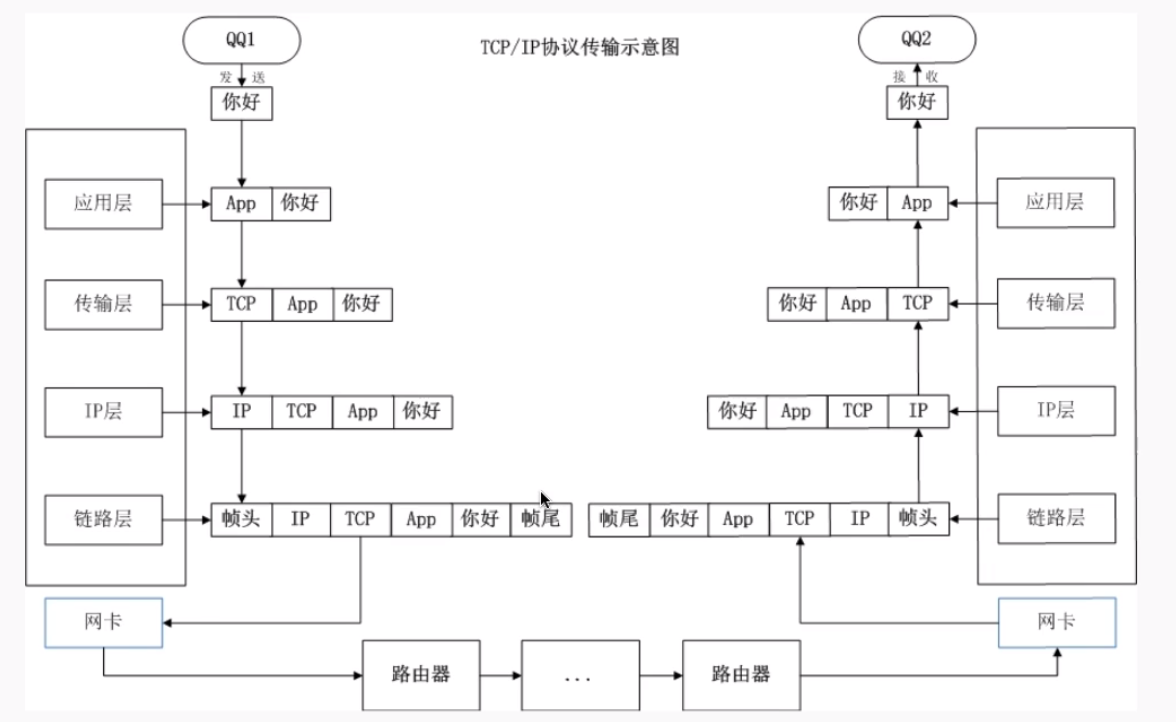 QQ1
TCP/IP协议传输示意图
QQ2
发 送
接 收
你好
你好
应用层
App 你好
你好 App
应用层
传输层
TCP App 你好
你好 App TCP
传输层
IP层
IP TCP App 你好
你好 App TCP IP
IP层
链路层
帧头 IP TCP App 你好 帧尾
帧尾 你好 App TCP IP 帧头
链路层
网卡
网卡
路由器
...
路由器